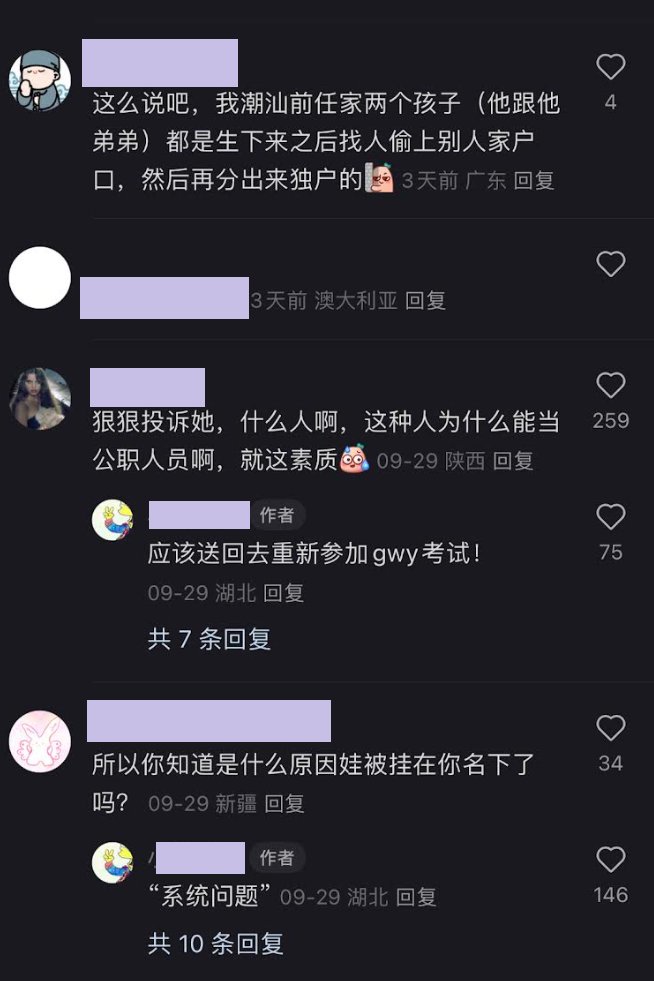 4
这么说吧，我潮汕前任家两个孩子（他跟他
弟弟）都是生下来之后找人偷上别人家户
口，然后再分出来独户的 3天前 广东 回复
3天前 澳大利亚 回复
狠狠投诉她，什么人啊，这种人为什么能当
259
公职人员啊，就这素质 09-29 陕西 回复
作者
应该送回去重新参加gwy考试！
75
09-29 湖北 回复
共 7 条回复
所以你知道是什么原因娃被挂在你名下了
34
吗？ 09-29 新疆 回复
作者
“系统问题” 09-29 湖北 回复
146
共 10 条回复